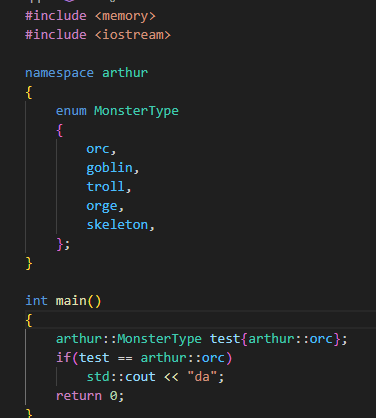 #include <memory>
#include <iostream>
namespace arthur
{
    enum MonsterType
    {
        orc,
        goblin,
        troll,
        orge,
        skeleton,
    };
}
int main()
{
    arthur::MonsterType test{arthur::orc};
    if(test == arthur::orc)
        std::cout << "da";
    return 0;
}